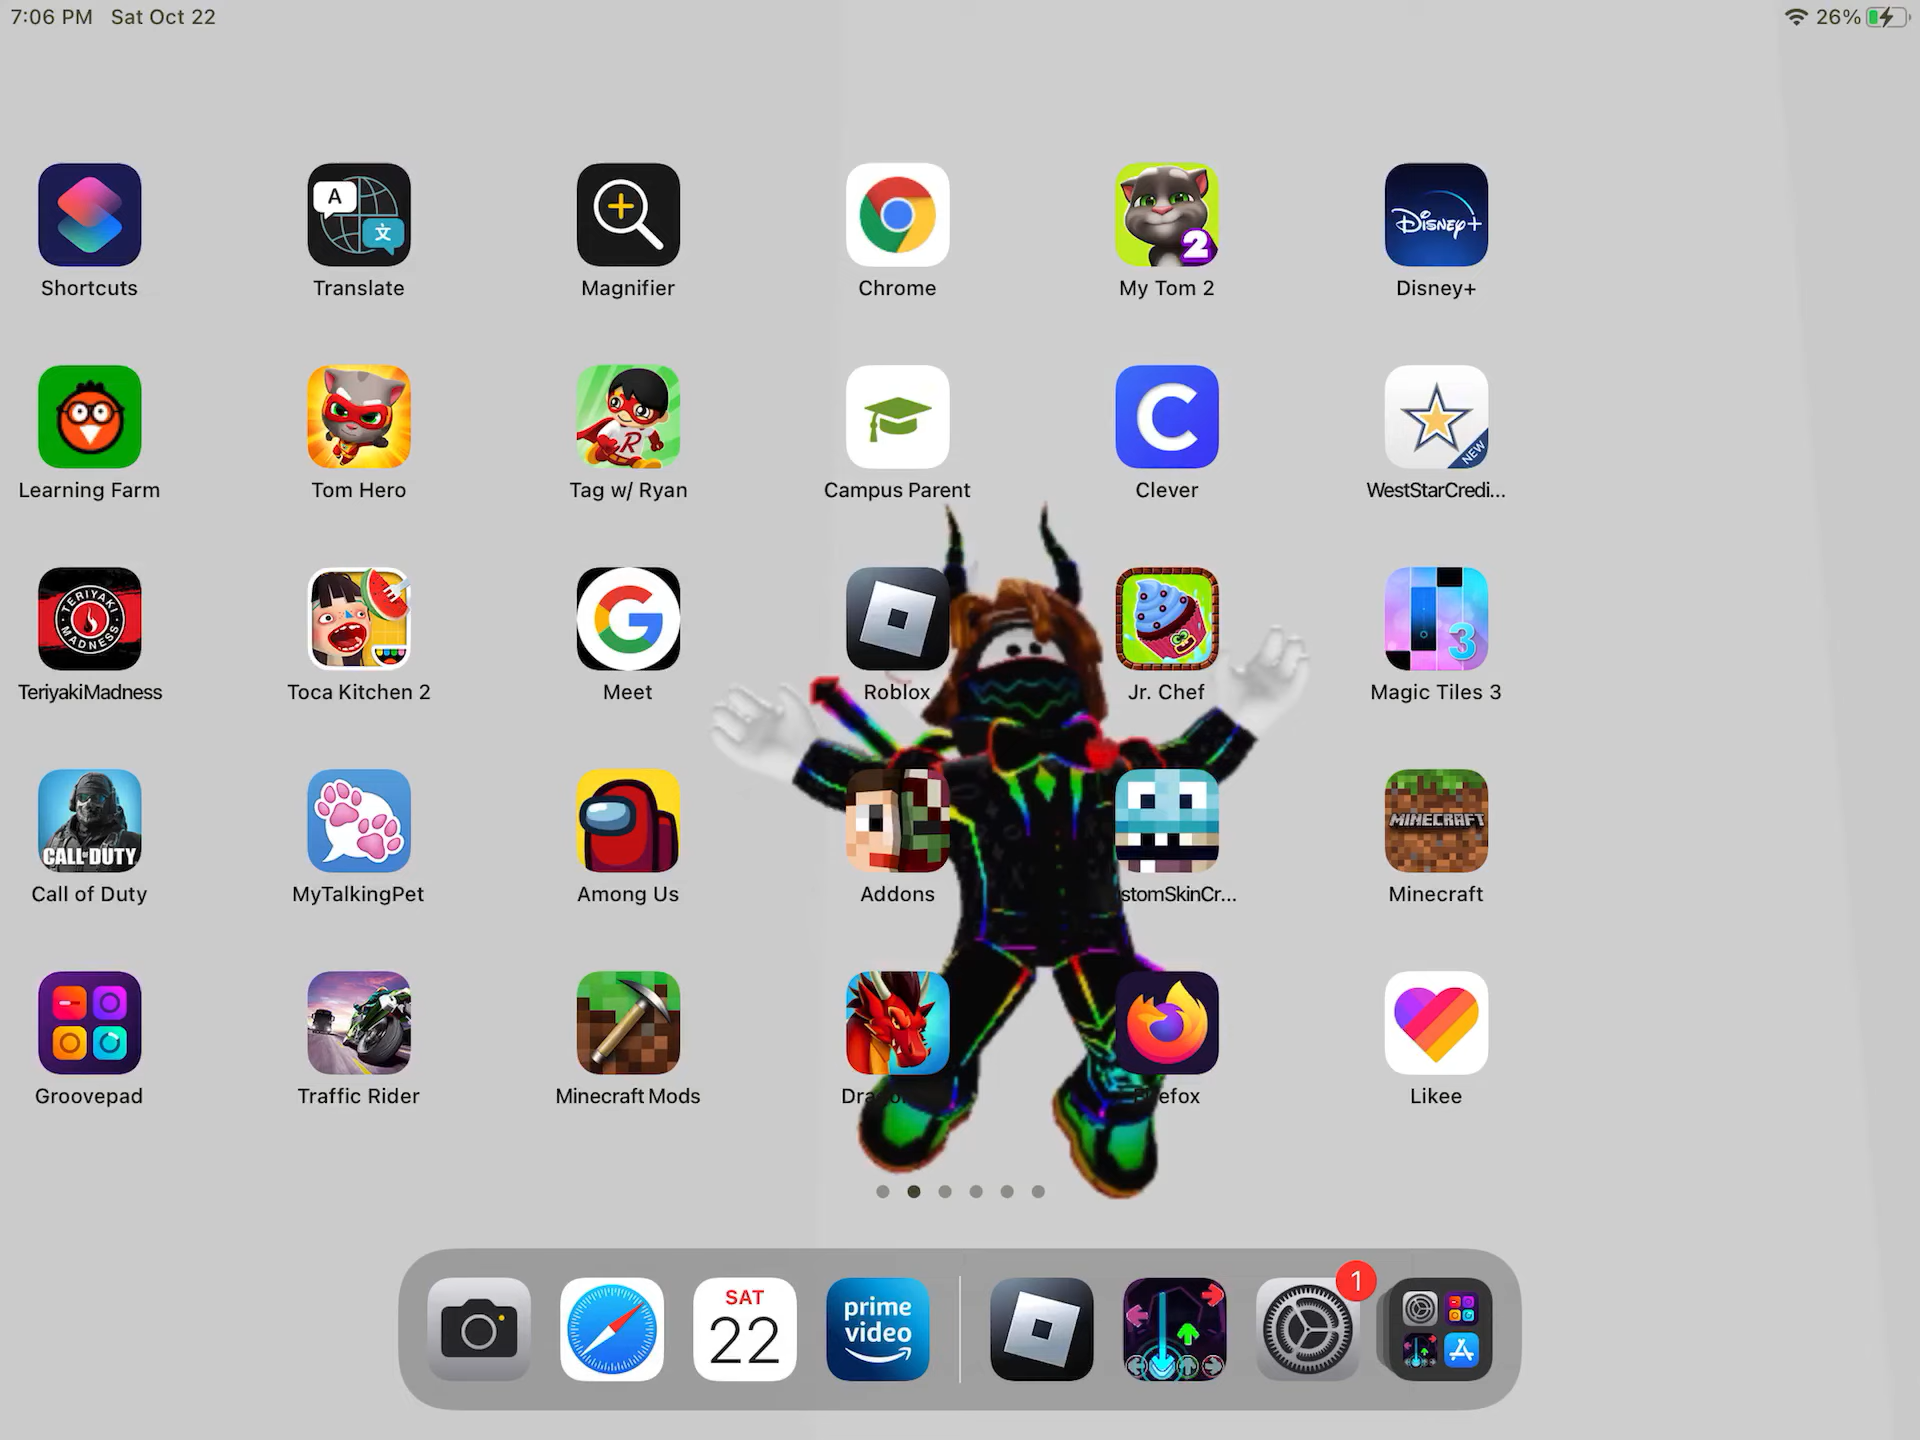 7:06 PM Sat Oct 22
26%
A
文
2
Disney+
Shortcuts
Translate
Magnifier
Chrome
My Tom 2
Disney+
R
C
NEW
Learning Farm
Tom Hero
Tag w/ Ryan
Campus Parent
Clever
WestStarCredi...
TERIYAKI
MADNESS
G
3
TeriyakiMadness
Toca Kitchen 2
Meet
Roblox
Jr. Chef
Magic Tiles 3
CALL OF DUTY
MINECRAFT
Call of Duty
MyTalkingPet
Among Us
Addons
stomSkinCr...
Minecraft
Groovepad
Traffic Rider
Minecraft Mods
efox
Likee
SAT
22
prime
video
1